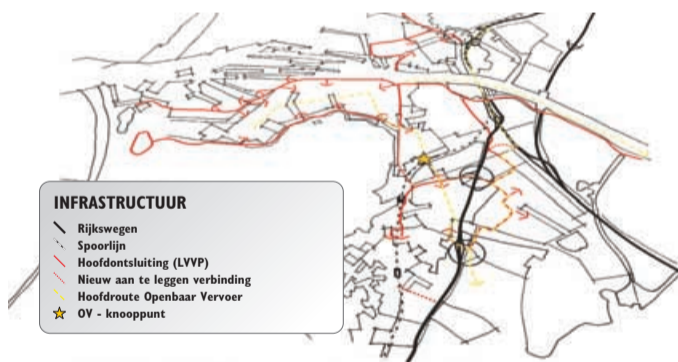 INFRASTRUCTUUR
Rijkswegen
Spoorlijn
Hoofdontsluiting (LVVP)
Nieuw aan te leggen verbinding
Hoofdroute Openbaar Vervoer
OV - knooppunt